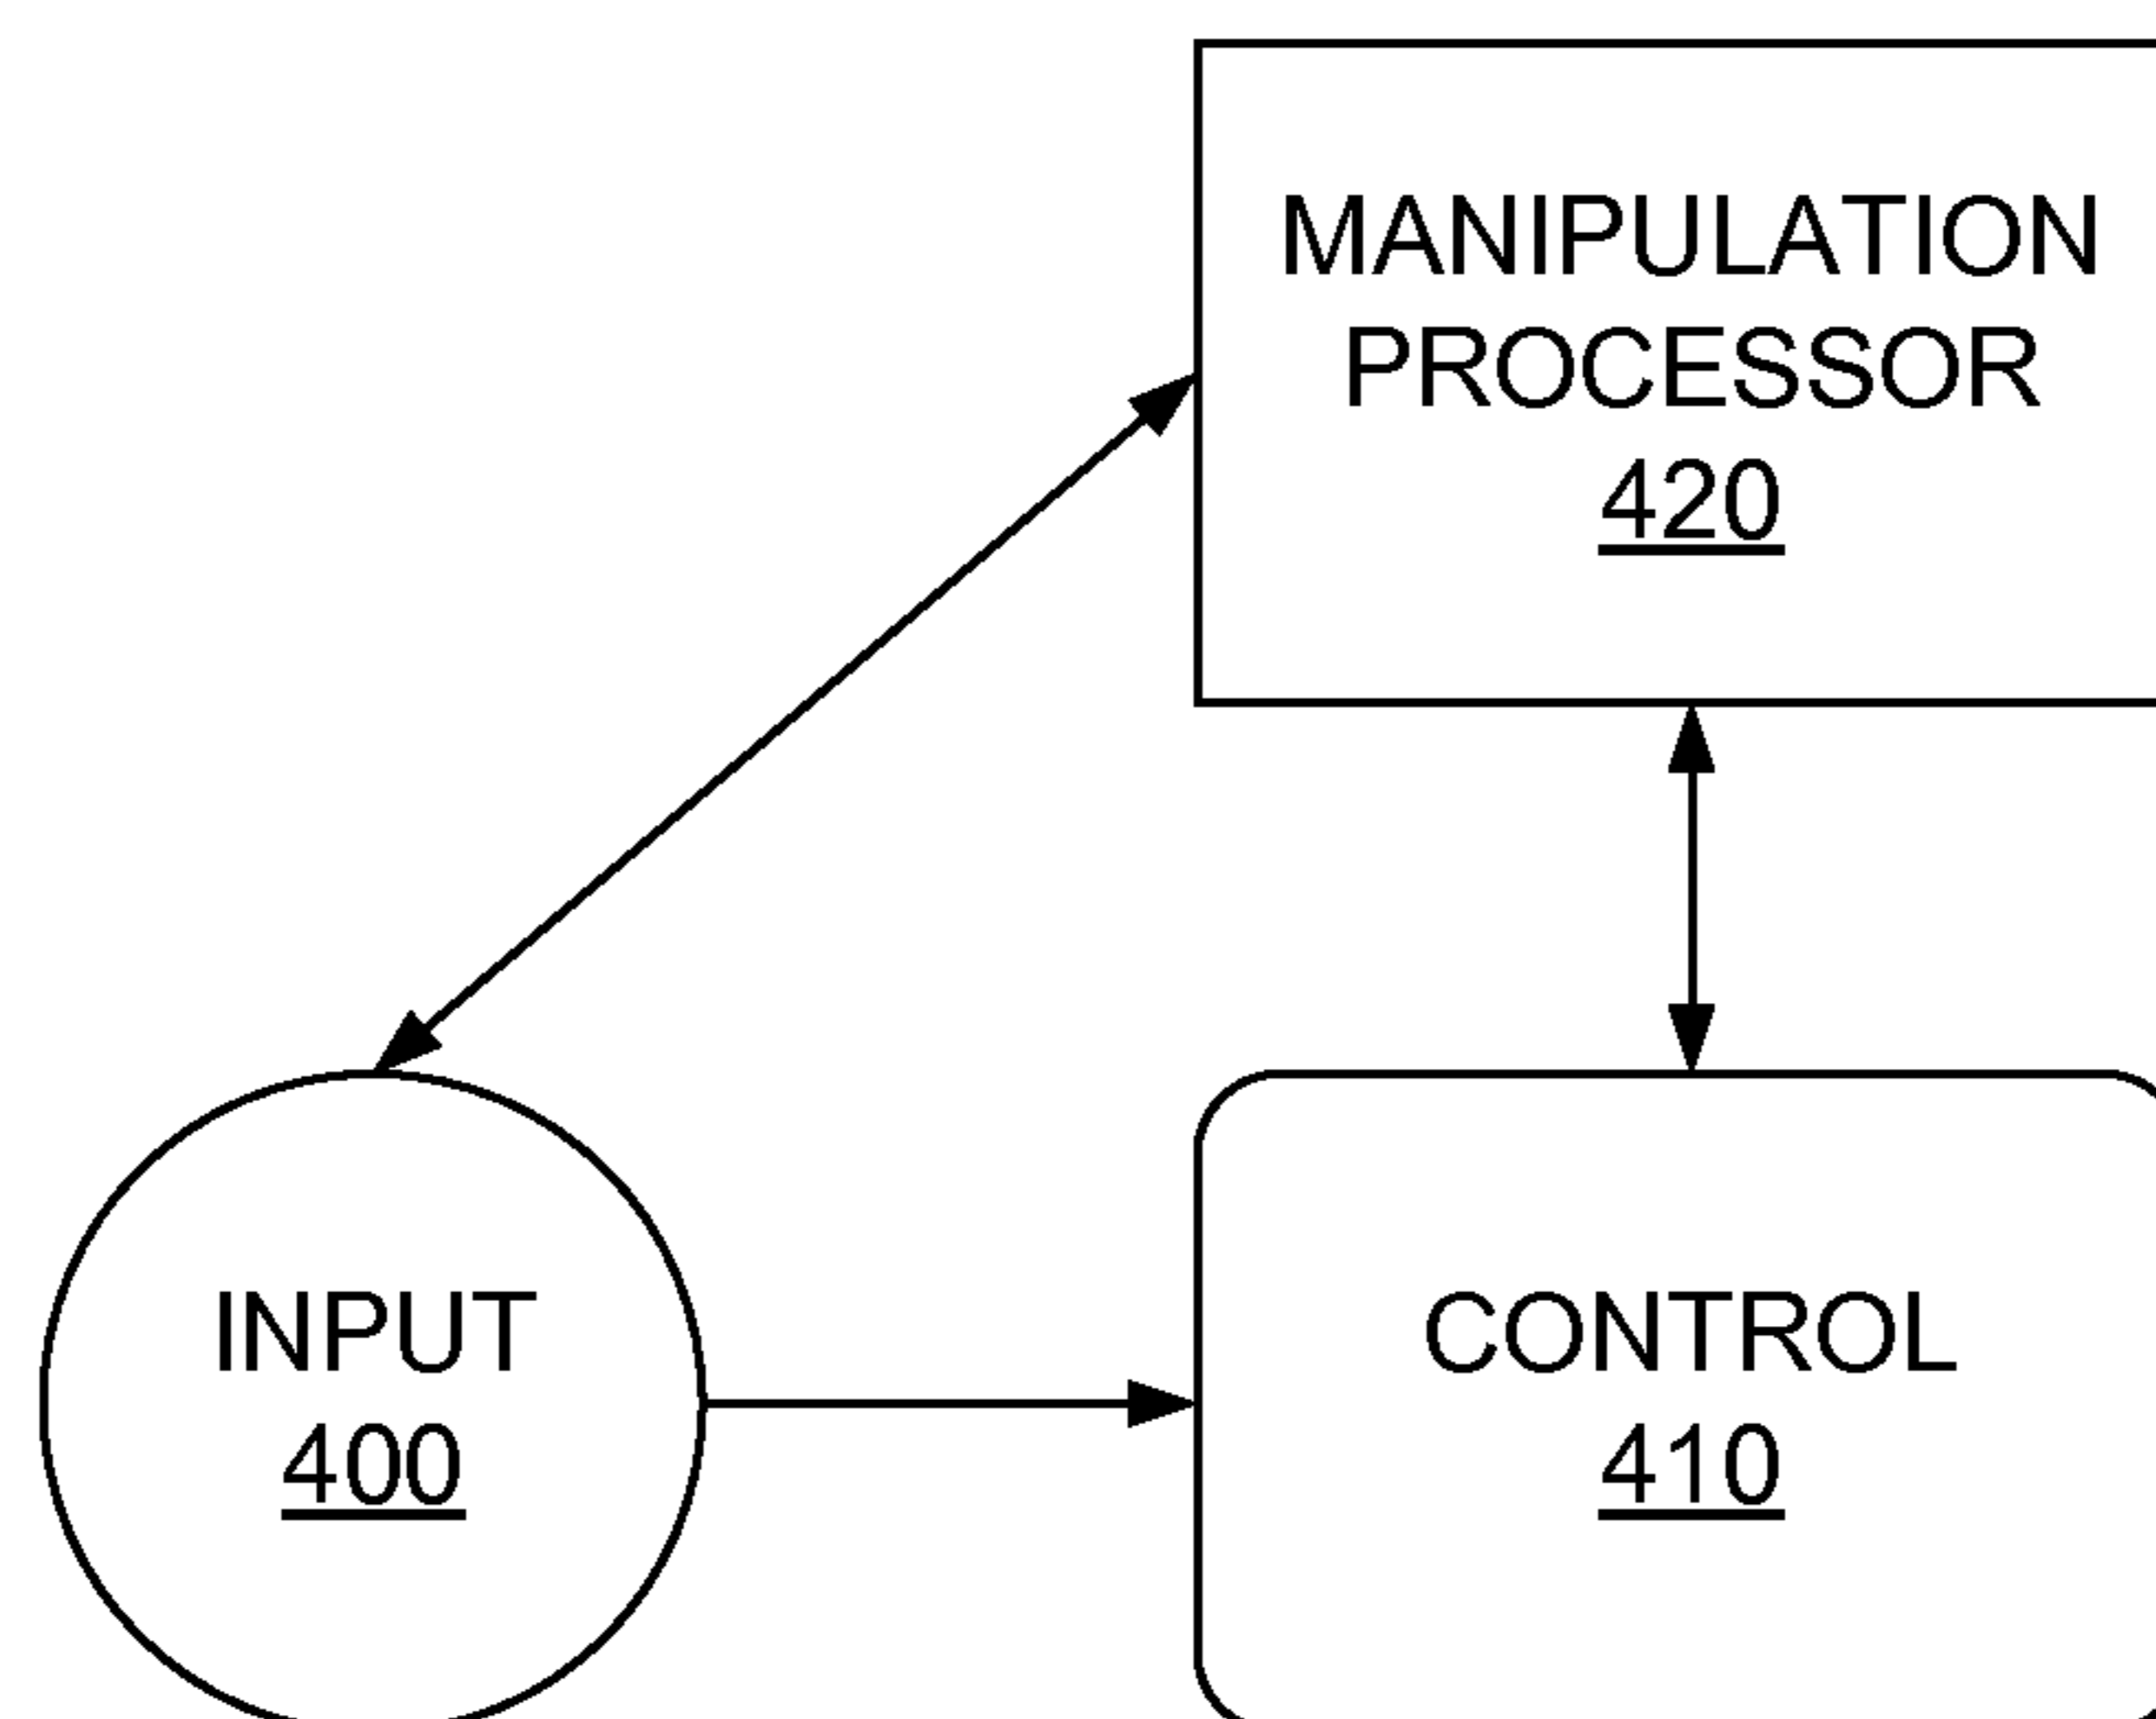 MANIPULATION
PROCESSOR
420
INPUT
400
CONTROL
410